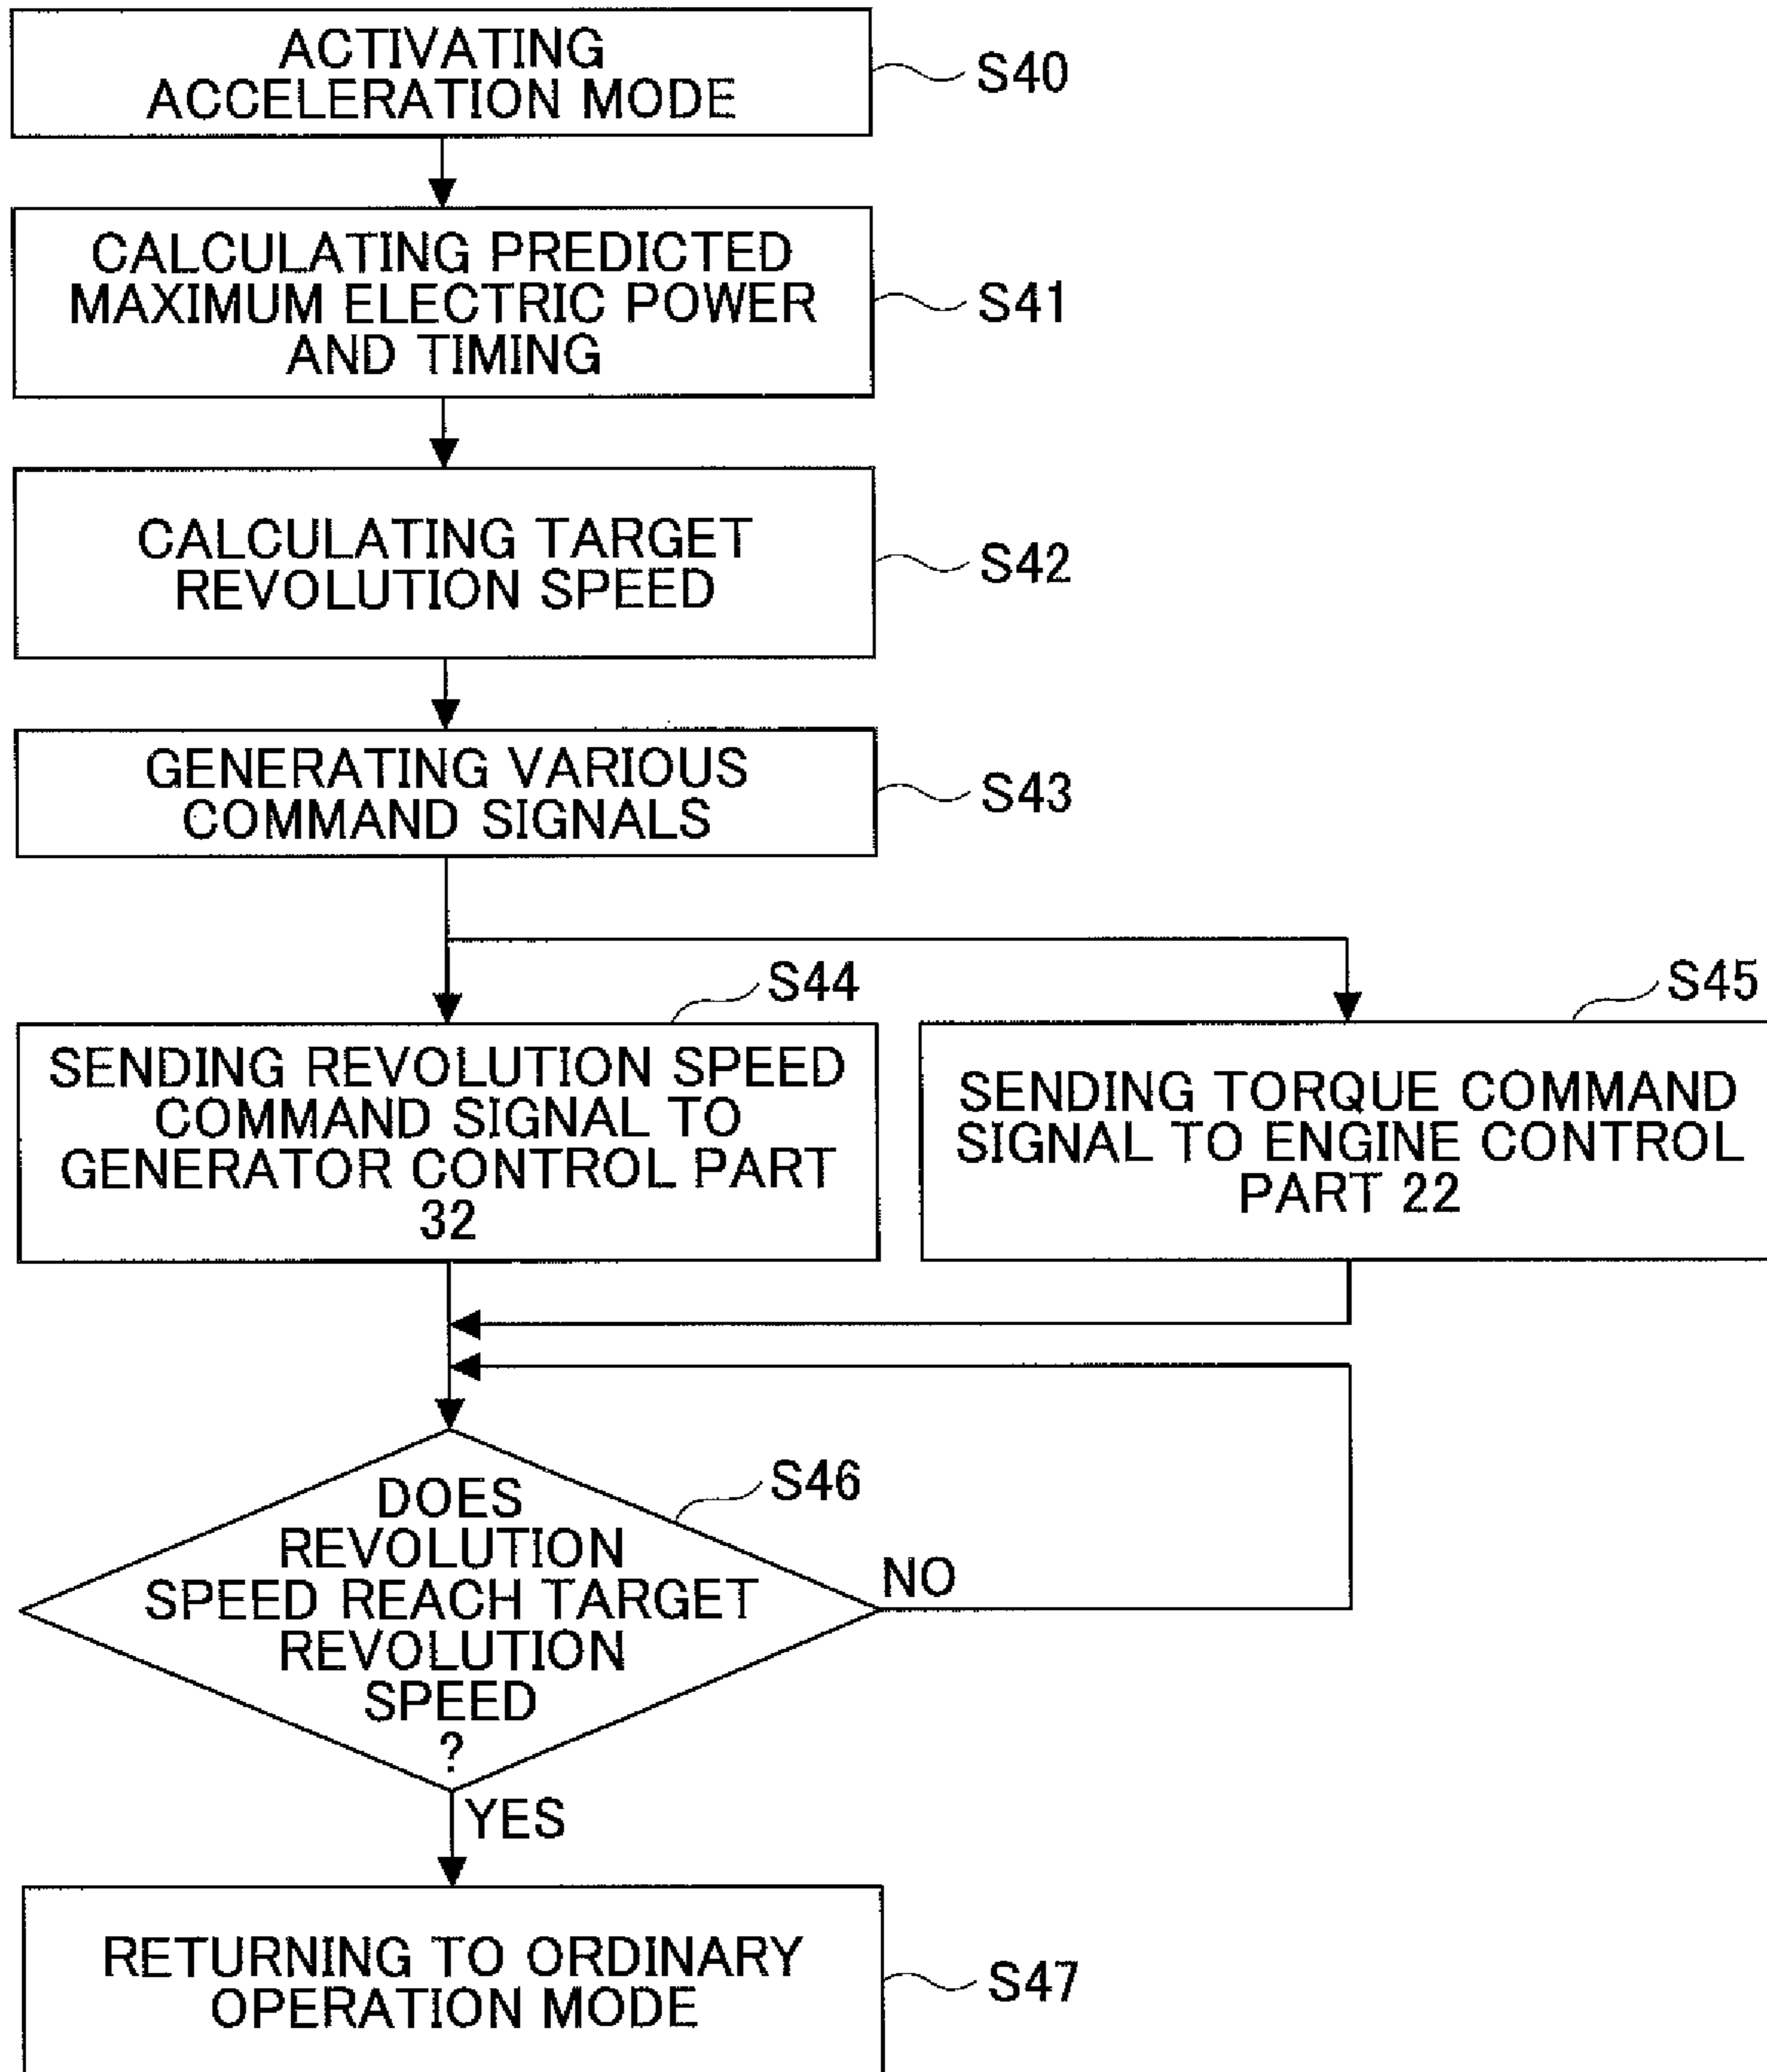 ACTIVATING
ACCELERATION MODE
S40
CALCULATING PREDICTED
MAXIMUM ELECTRIC POWER
AND TIMING
S41
CALCULATING TARGET
REVOLUTION SPEED
S42
GENERATING VARIOUS
COMMAND SIGNALS
S43
S44
SENDING REVOLUTION SPEED
COMMAND SIGNAL TO
GENERATOR CONTROL PART
32
S45
SENDING TORQUE COMMAND
SIGNAL TO ENGINE CONTROL
PART 22
S46
DOES
REVOLUTION
SPEED REACH TARGET
REVOLUTION
SPEED
?
NO
YES
RETURNING TO ORDINARY
OPERATION MODE
S47